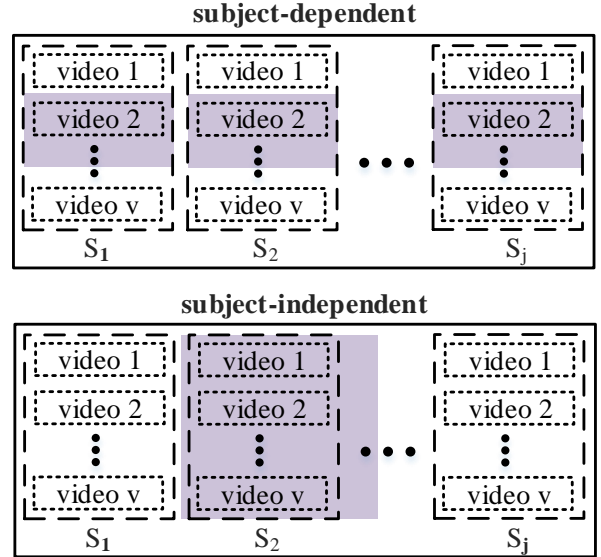 subject-dependent
video 1 video 1 video 1
video 2 video 2 video 2
video v video v video v
S1 S2 Sj
subject-independent
video 1 video 1 video 1
video 2 video 2 video 2
video v video v video v
S1 S2 Sj